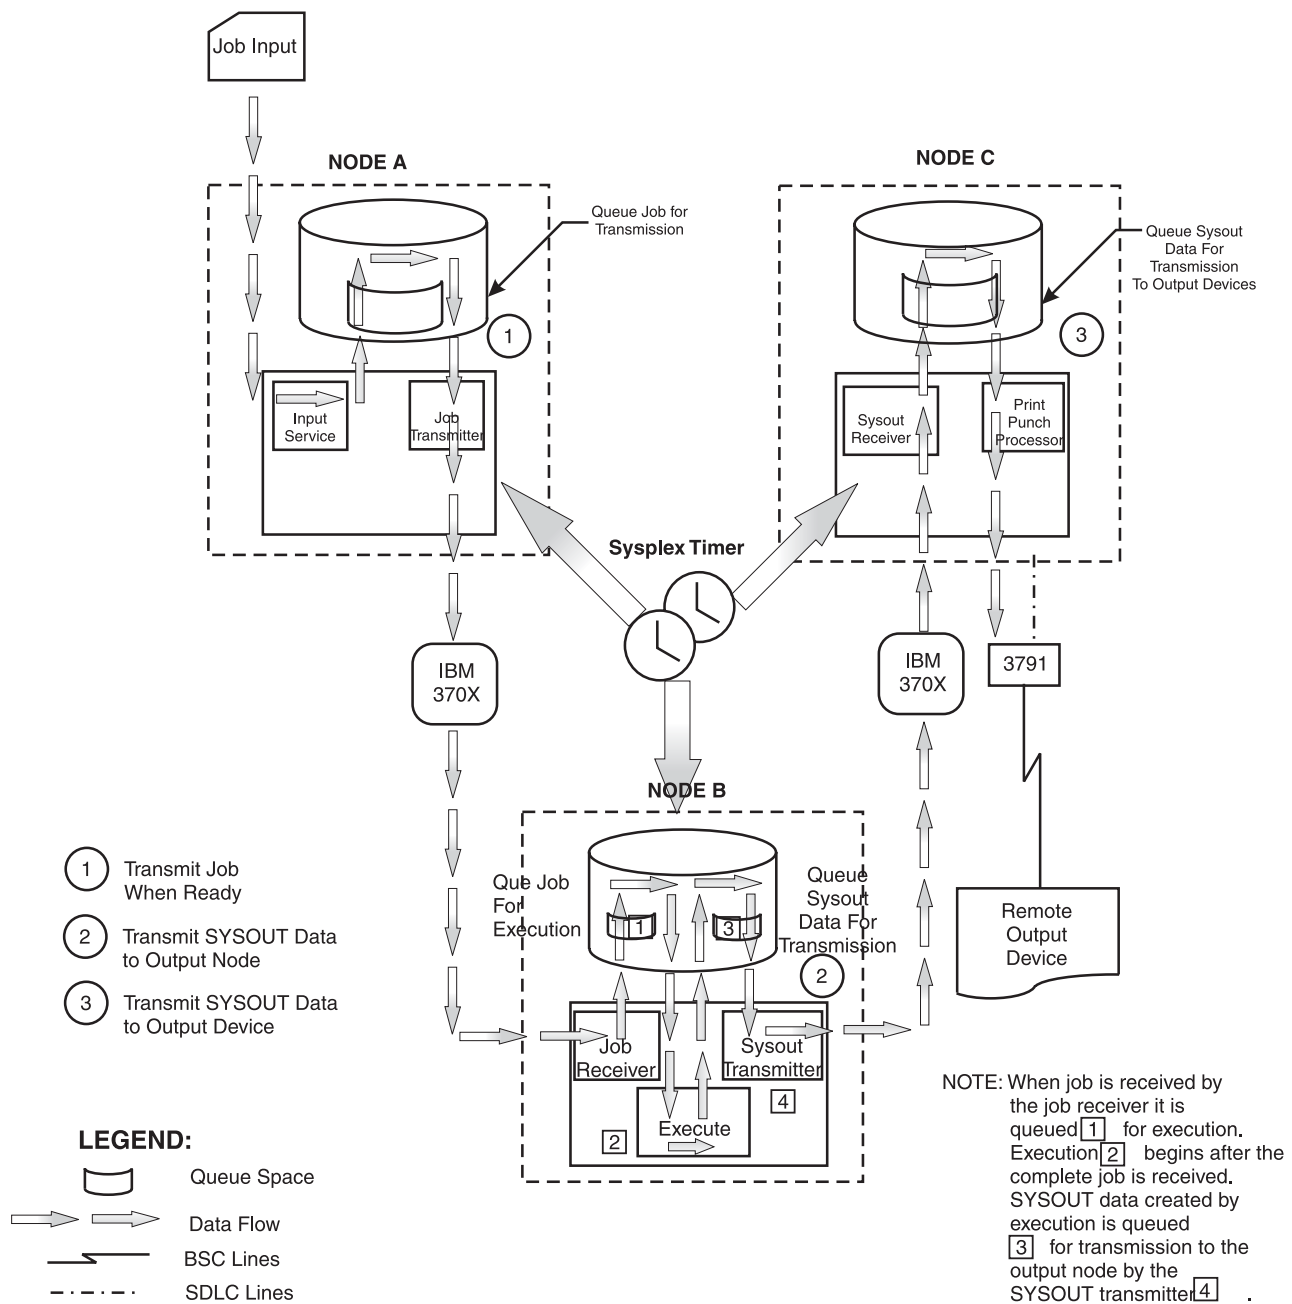 Job Input
NODE A
NODE C
Queue Job for
Transmission
Queue Sysout
Data For
Transmission
To Output Devices
1
3
Input
Service
Job
Transmitter
Sysout
Receiver
Print
Punch
Processor
Sysplex Timer
IBM
370X
IBM
370X
3791
NODE B
Que Job
For
Execution
1
3
Queue
Sysout
Data For
Transmission
2
Job
Receiver
Sysout
Transmitter
4
2
Execute
Remote
Output
Device
1 Transmit Job
When Ready
2 Transmit SYSOUT Data
to Output Node
3 Transmit SYSOUT Data
to Output Device
LEGEND:
Queue Space
Data Flow
BSC Lines
SDLC Lines
NOTE: When job is received by
the job receiver it is
queued 1 for execution.
Execution 2 begins after the
complete job is received.
SYSOUT data created by
execution is queued
3 for transmission to the
output node by the
SYSOUT transmitter 4 .